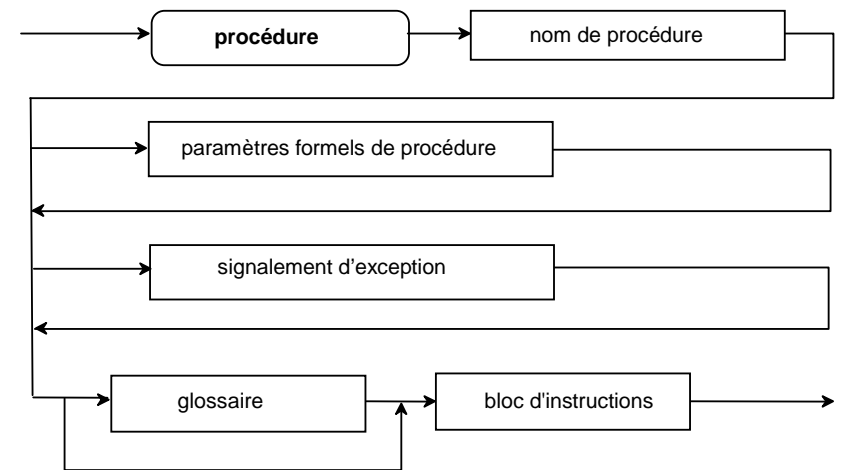 procédure
nom de procédure
paramètres formels de procédure
signalement d’exception
glossaire
bloc d'instructions